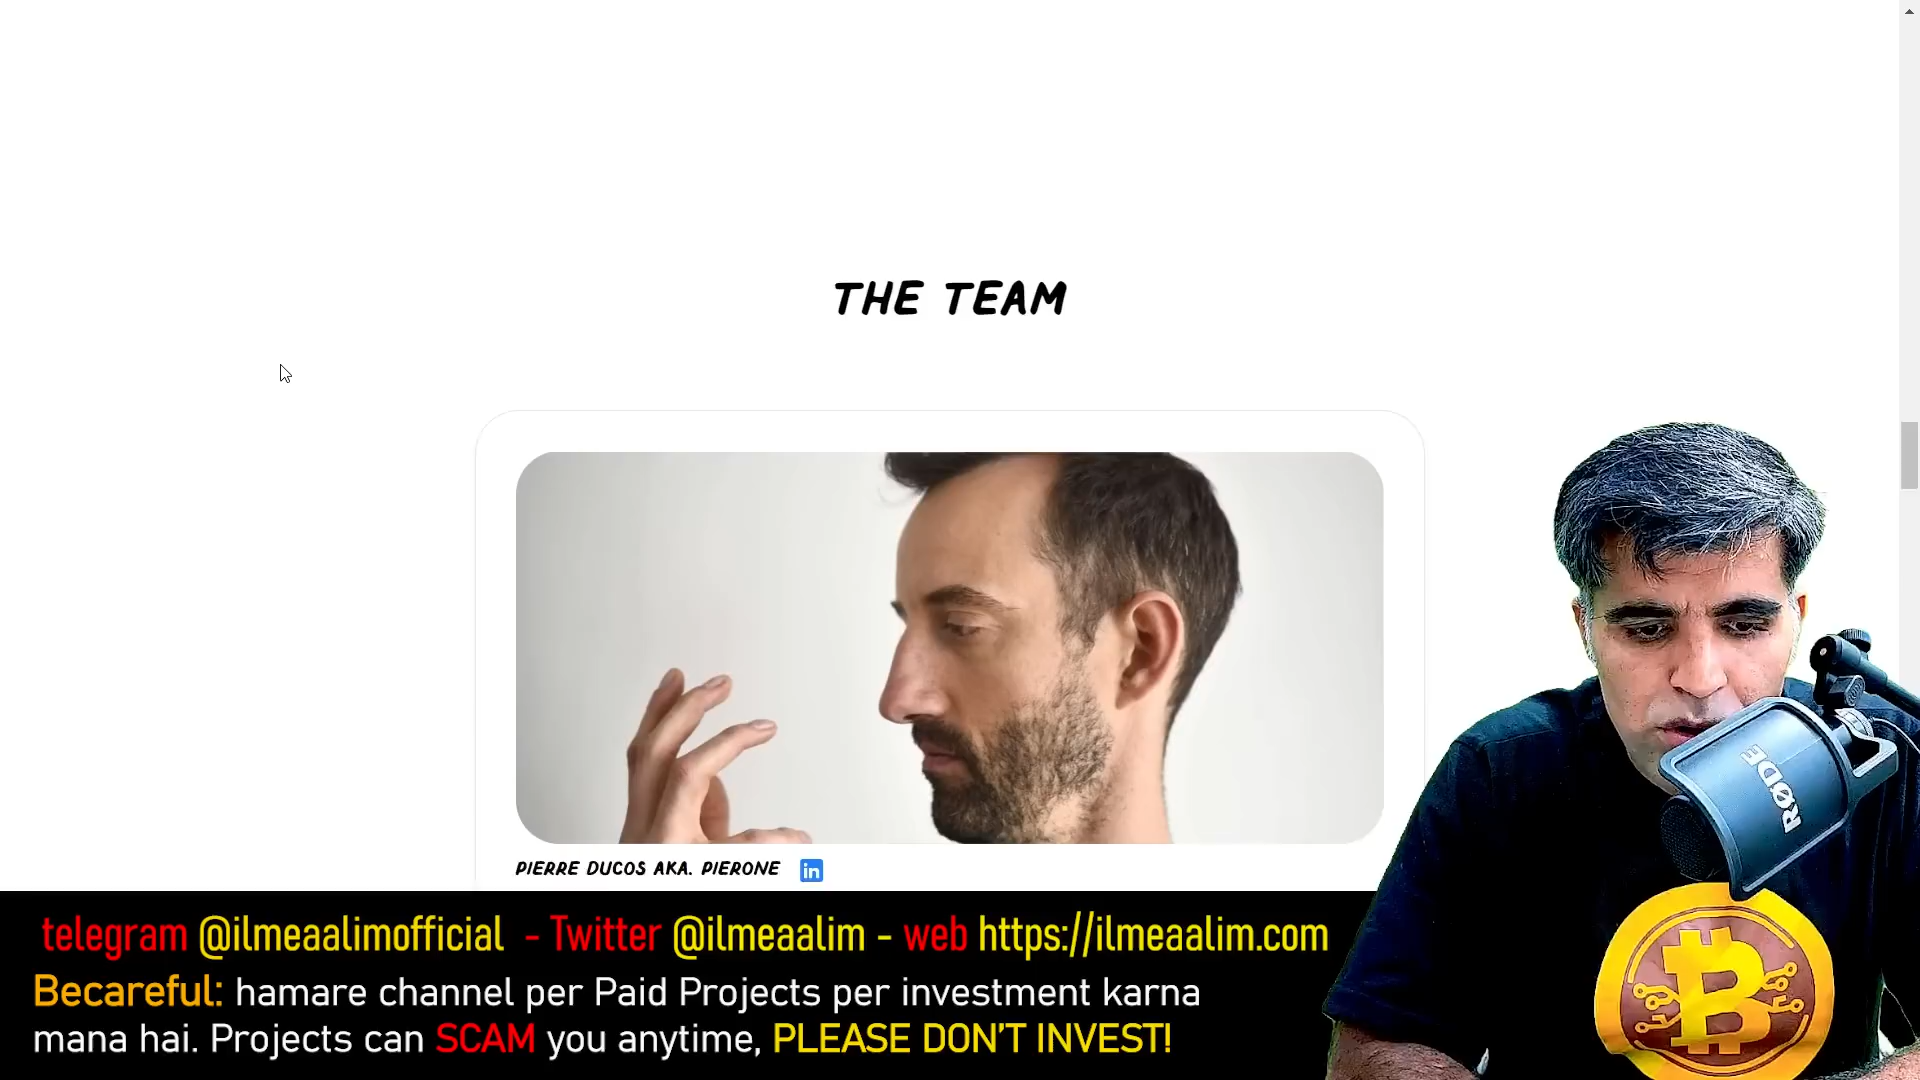 THE TEAM
PIERRE DUCOS AKA. PIERONE in
RØDE
telegram @ilmeaalimofficial - Twitter @ilmeaalim - web https://ilmeaalim.com
Becareful: hamare channel per Paid Projects per investment karna
mana hai. Projects can SCAM you anytime, PLEASE DON'T INVEST!